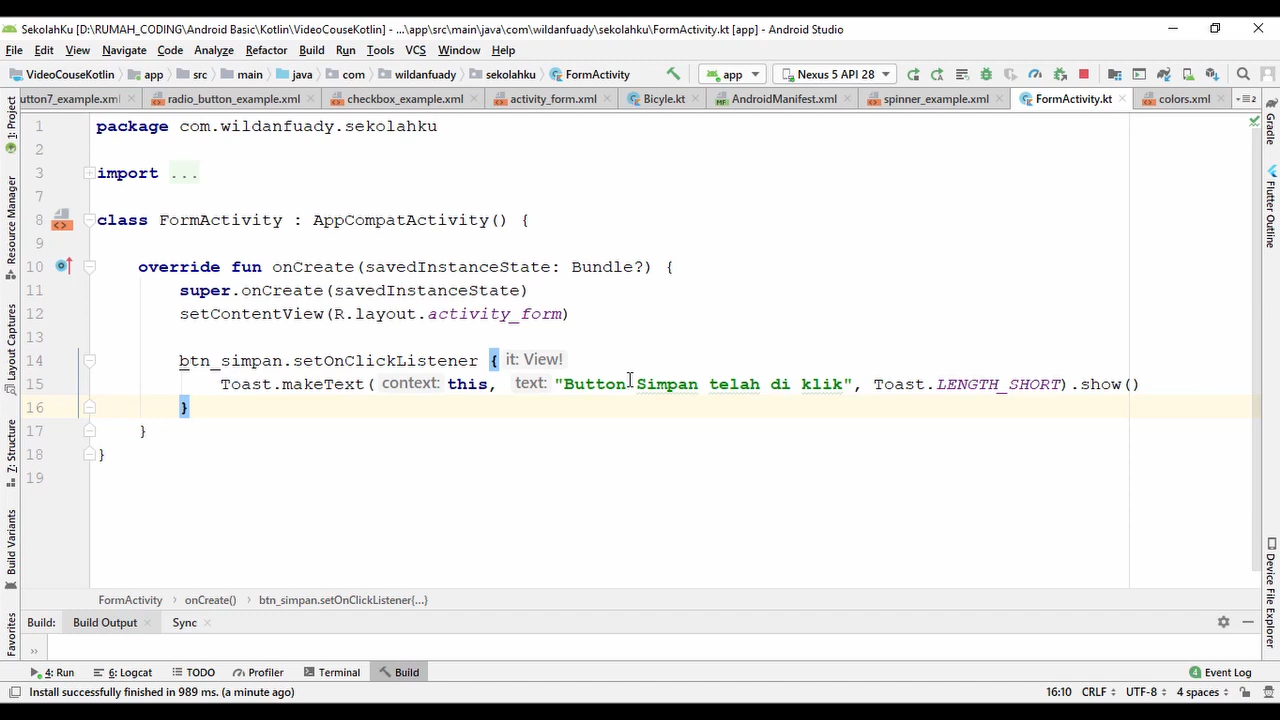 SekolahKu [D:\RUMAH_CODING\Android Basic\Kotlin\VideoCouseKotlin] - ...\app\src\main\java\com\wildanfuady\sekolahku\FormActivity.kt [app] - Android Studio
File Edit View Navigate Code Analyze Refactor Build Run Tools VCS Window Help
VideoCouseKotlin app src main java com wildanfuady sekolahku FormActivity app Nexus 5 API 28
utton7_example.xml radio_button_example.xml checkbox_example.xml activity_form.xml Bicyle.kt AndroidManifest.xml spinner_example.xml FormActivity.kt colors.xml 2
1 package com.wildanfuady.sekolahku
2
3 import ...
7
8 class FormActivity : AppCompatActivity() {
9
10 override fun onCreate(savedInstanceState: Bundle?) {
11 super.onCreate(savedInstanceState)
12 setContentView(R.layout.activity_form)
13
14 btn_simpan.setOnClickListener { it: View!
15 Toast.makeText( context: this, text: "Button Simpan telah di klik", Toast.LENGTH_SHORT).show()
16 }
17 }
18 }
19
1: Project
Resource Manager
Layout Captures
7: Structure
Build Variants
Favorites
Gradle
Flutter Outline
Device File Explorer
FormActivity › onCreate() › btn_simpan.setOnClickListener{...}
Build: Build Output Sync
»
4: Run 6: Logcat TODO Profiler Terminal Build 4 Event Log
Install successfully finished in 989 ms. (a minute ago) 16:10 CRLF UTF-8 4 spaces